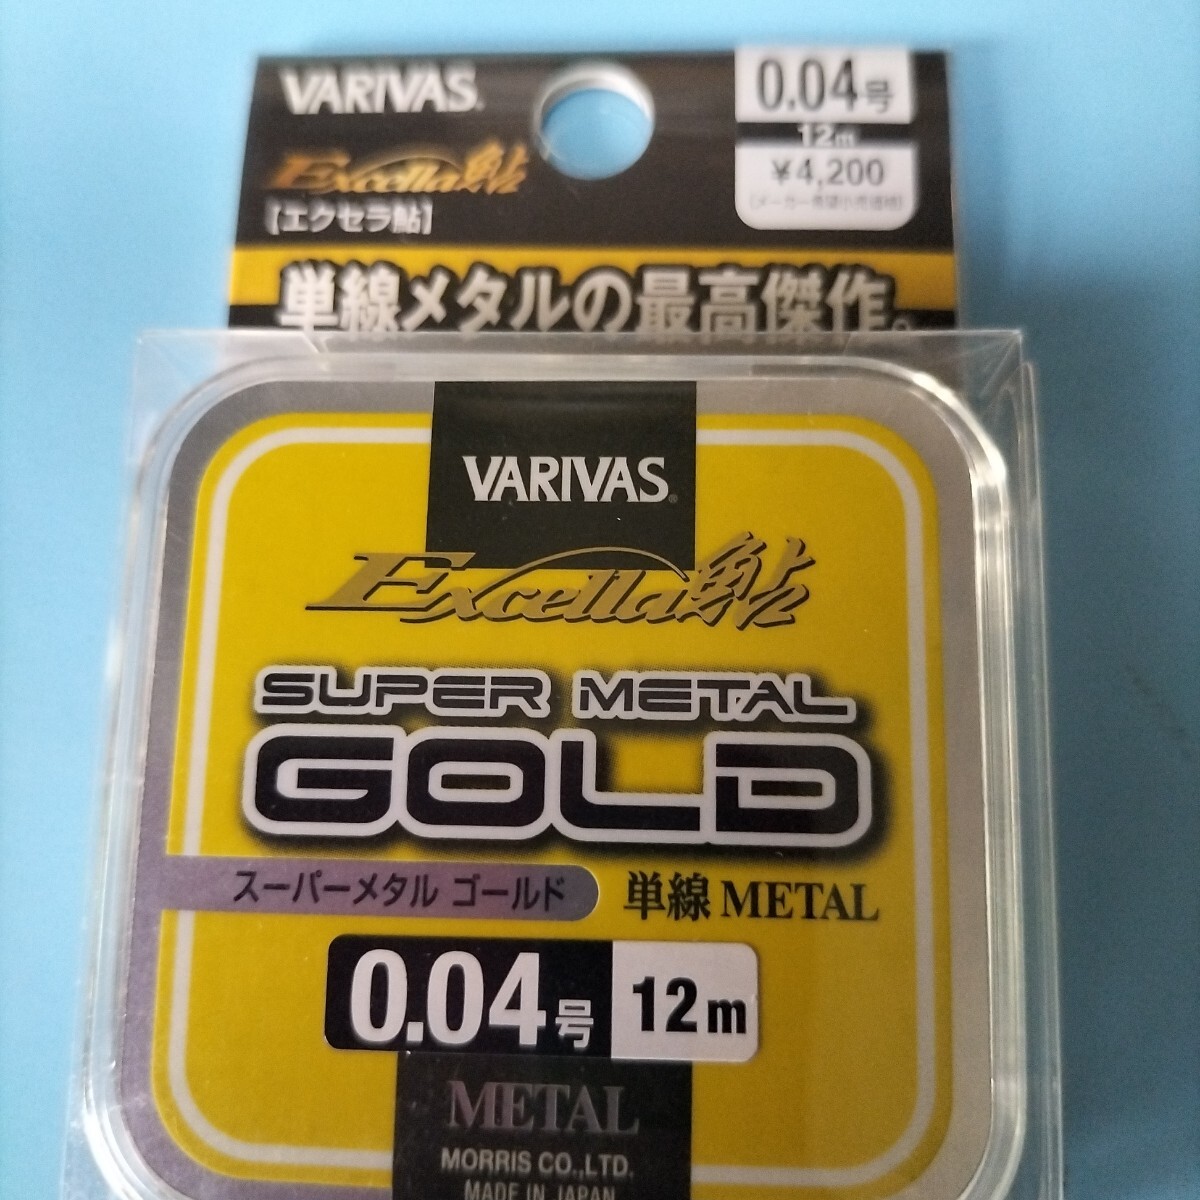 VARIVAS®
0.04号
12m
¥4,200
(メーカー希望小売価格)
Excella鮎
[エクセラ鮎]
単線メタルの最高傑作。
VARIVAS®
Excella鮎
SUPER METAL
GOLD
スーパーメタル ゴールド
単線 METAL
0.04号
12m
METAL
MORRIS CO.,LTD.
MADE IN JAPAN